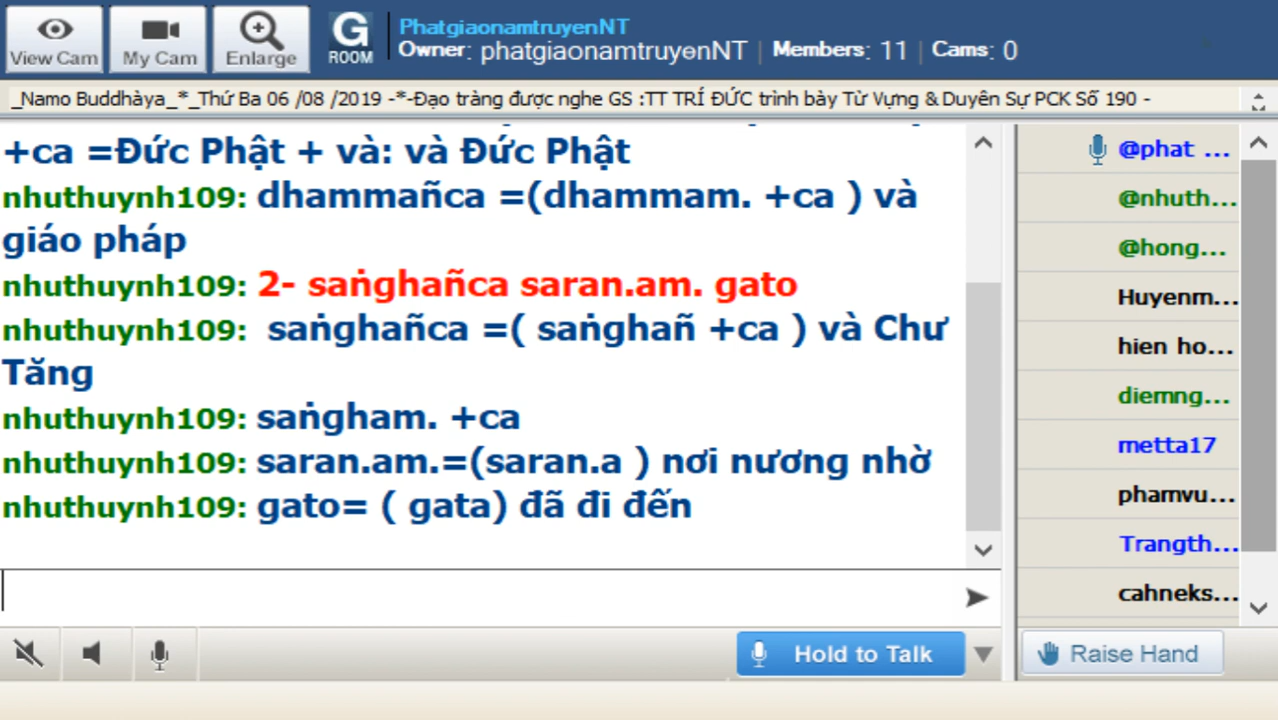 PhatgiaonamtruyenNT
View Cam My Cam Enlarge G ROOM Owner: phatgiaonamtruyenNT | Members: 11 | Cams: 0
_Namo Buddhàya_*_Thứ Ba 06 /08 /2019 -*-Đạo tràng được nghe GS :TT TRÍ ĐỨC trình bày Từ Vựng & Duyên Sự PCK Số 190 -
+ca =Đức Phật + và: và Đức Phật
nhuthuynh109: dhammañca =(dhammam. +ca ) và
giáo pháp
nhuthuynh109: 2- saṅghañca saran.am. gato
nhuthuynh109: saṅghañca =( saṅghañ +ca ) và Chư
Tăng
nhuthuynh109: saṅgham. +ca
nhuthuynh109: saran.am.=(saran.a ) nơi nương nhờ
nhuthuynh109: gato= ( gata) đã đi đến
@phat ...
@nhuth...
@hong...
Huyenm...
hien ho...
diemng...
metta17
phamvu...
Trangth...
cahneks...
Hold to Talk
Raise Hand